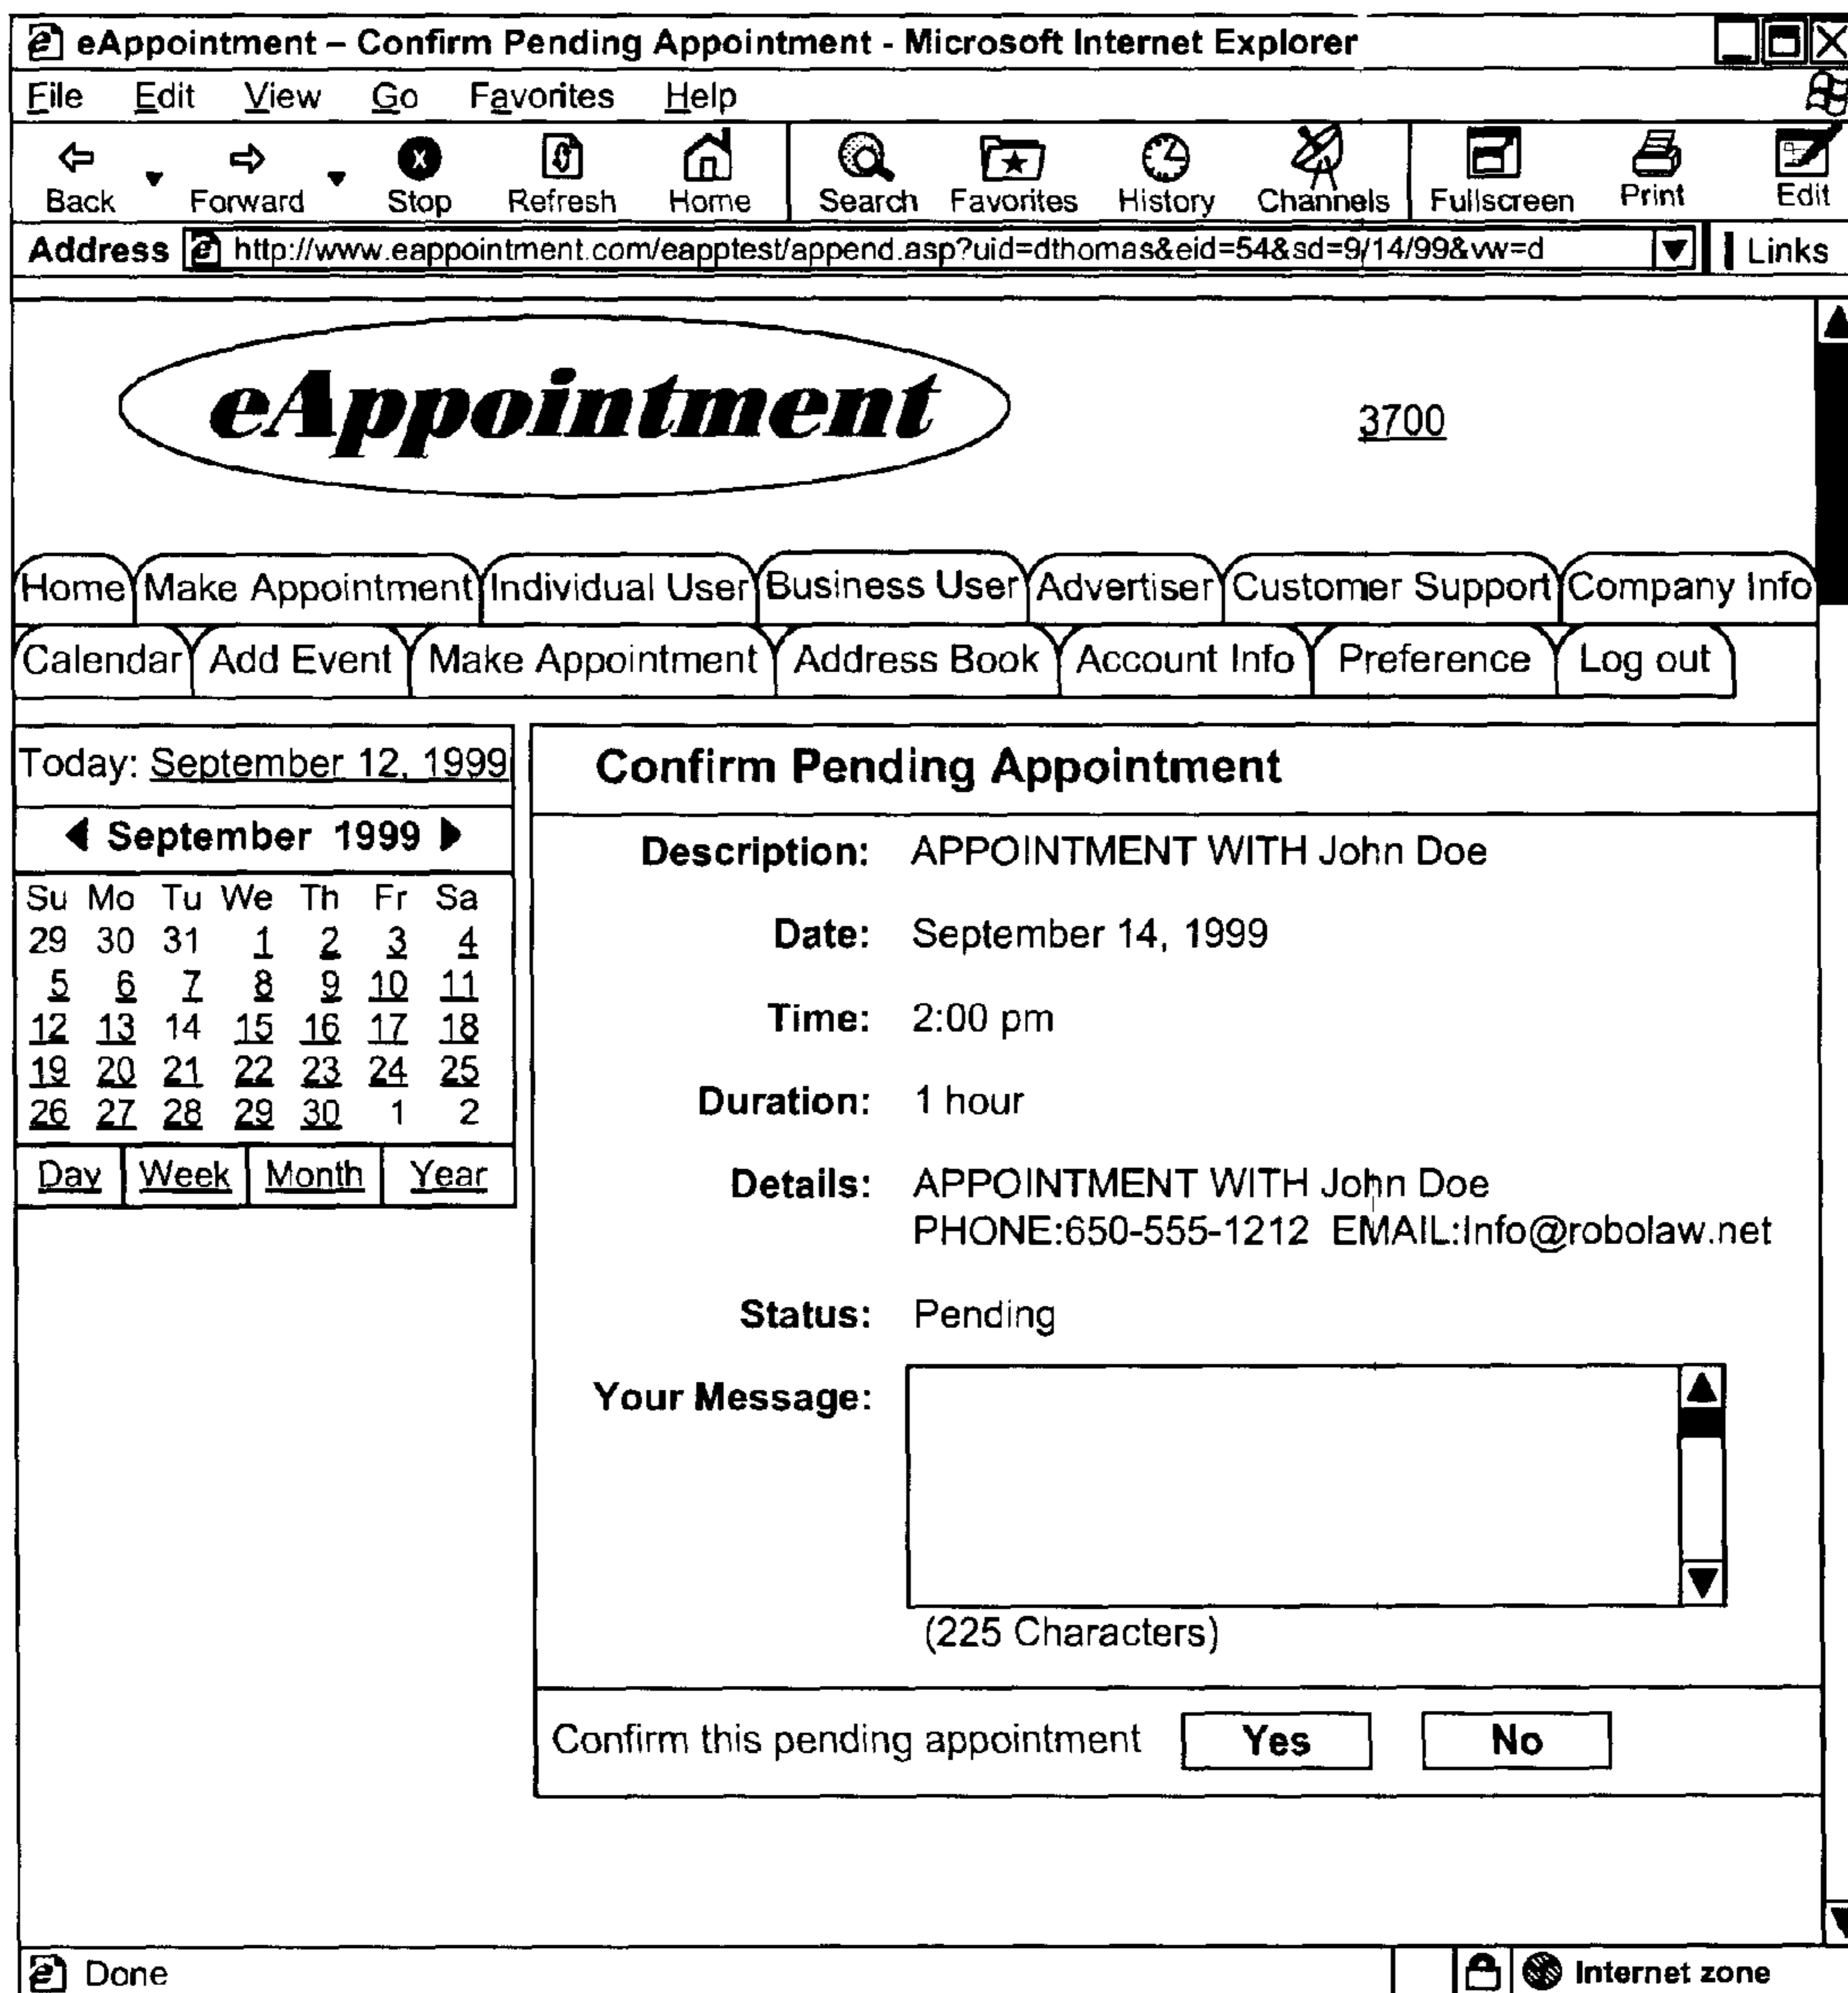 eAppointment – Confirm Pending Appointment - Microsoft Internet Explorer
File Edit View Go Favorites Help
Back Forward Stop Refresh Home Search Favorites History Channels Fullscreen Print Edit
Address http://www.eappointment.com/eapptest/append.asp?uid=dthomas&eid=54&sd=9/14/99&vw=d Links
eAppointment
3700
Home Make Appointment Individual User Business User Advertiser Customer Support Company Info
Calendar Add Event Make Appointment Address Book Account Info Preference Log out
Today: September 12, 1999
September 1999
Su Mo Tu We Th Fr Sa
29 30 31 1 2 3 4
5 6 7 8 9 10 11
12 13 14 15 16 17 18
19 20 21 22 23 24 25
26 27 28 29 30 1 2
Day Week Month Year
Confirm Pending Appointment
Description: APPOINTMENT WITH John Doe
Date: September 14, 1999
Time: 2:00 pm
Duration: 1 hour
Details: APPOINTMENT WITH John Doe
PHONE:650-555-1212 EMAIL:Info@robolaw.net
Status: Pending
Your Message:
(225 Characters)
Confirm this pending appointment Yes No
Done Internet zone